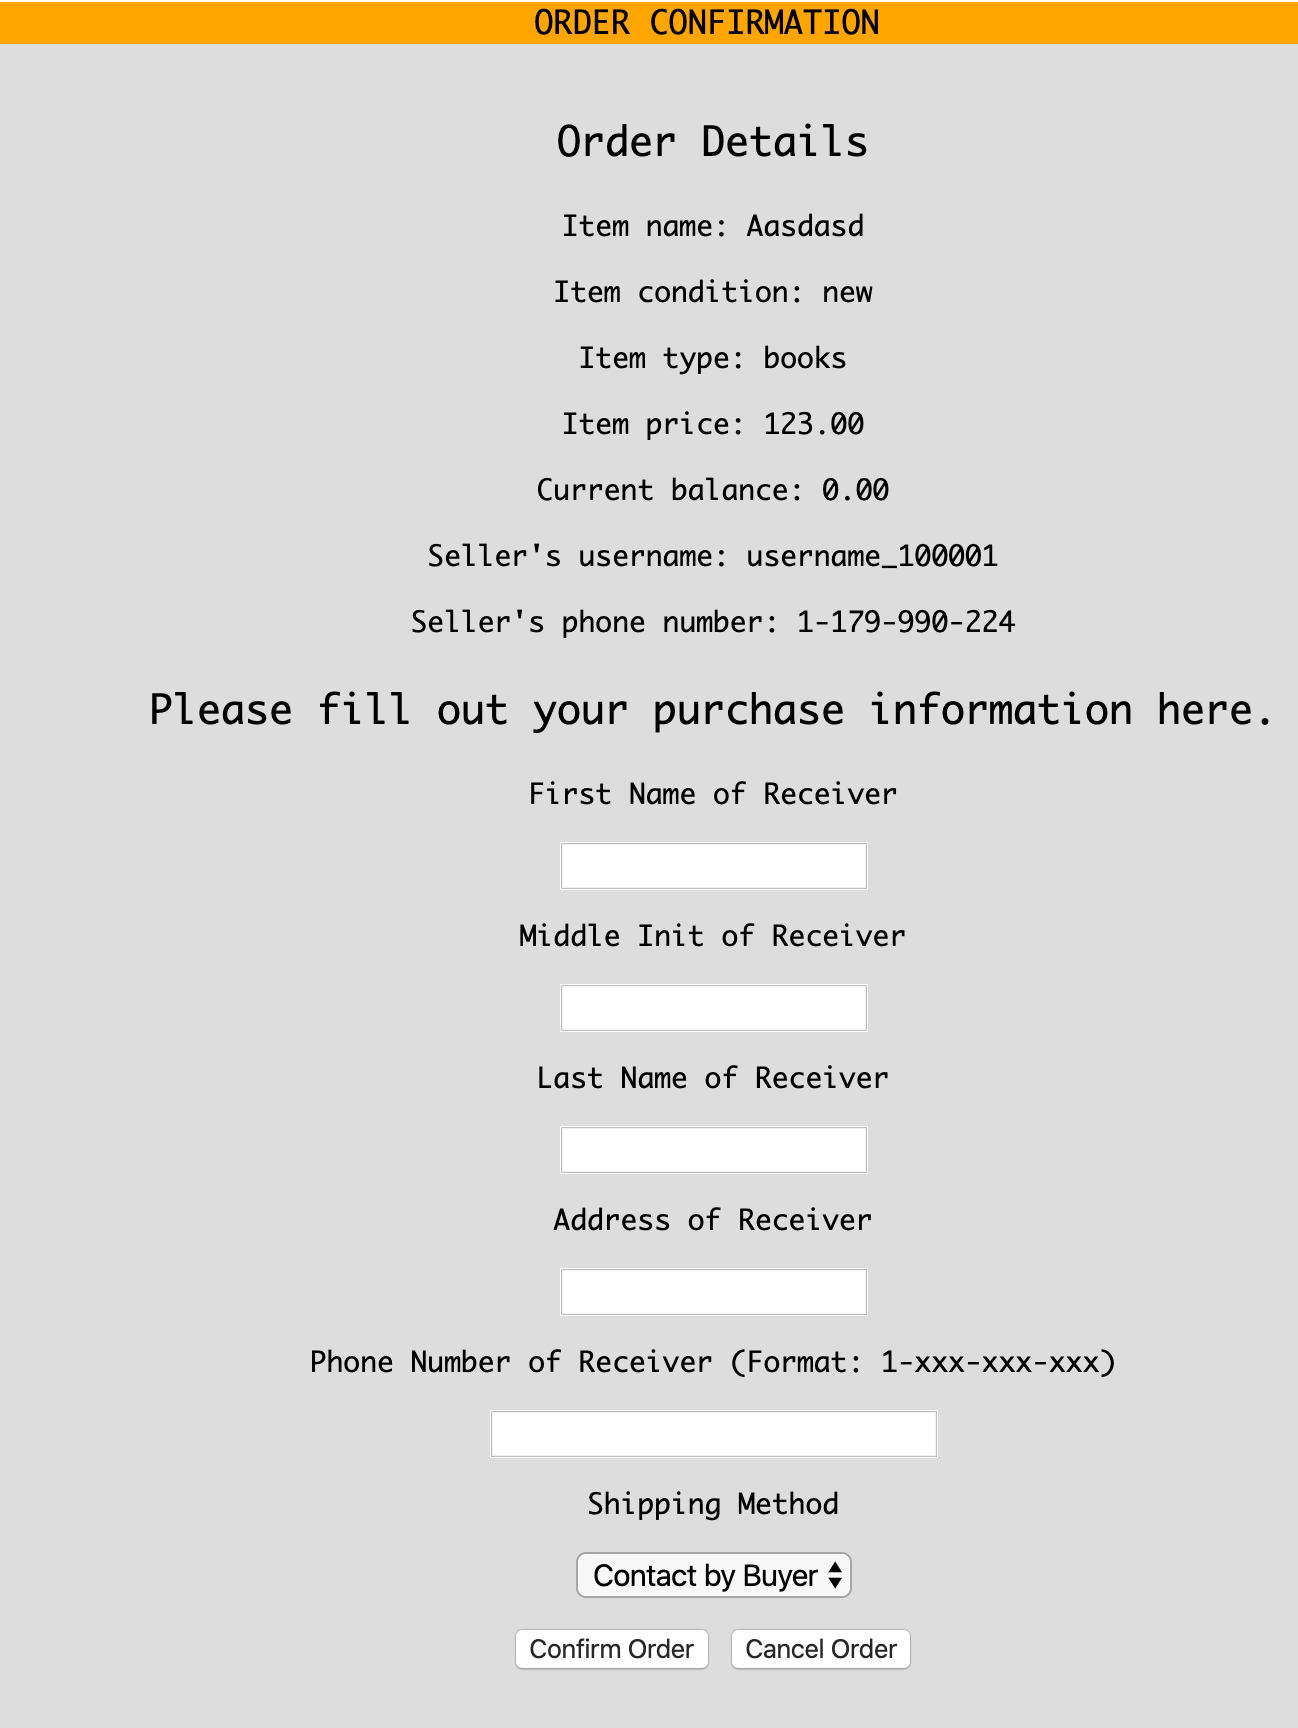 ORDER CONFIRMATION
Order Details
Item name: Aasdasd
Item condition: new
Item type: books
Item price: 123.00
Current balance: 0.00
Seller's username: username_100001
Seller's phone number: 1-179-990-224
Please fill out your purchase information here.
First Name of Receiver
Middle Init of Receiver
Last Name of Receiver
Address of Receiver
Phone Number of Receiver (Format: 1-xxx-xxx-xxx)
Shipping Method
Contact by Buyer
Confirm Order Cancel Order